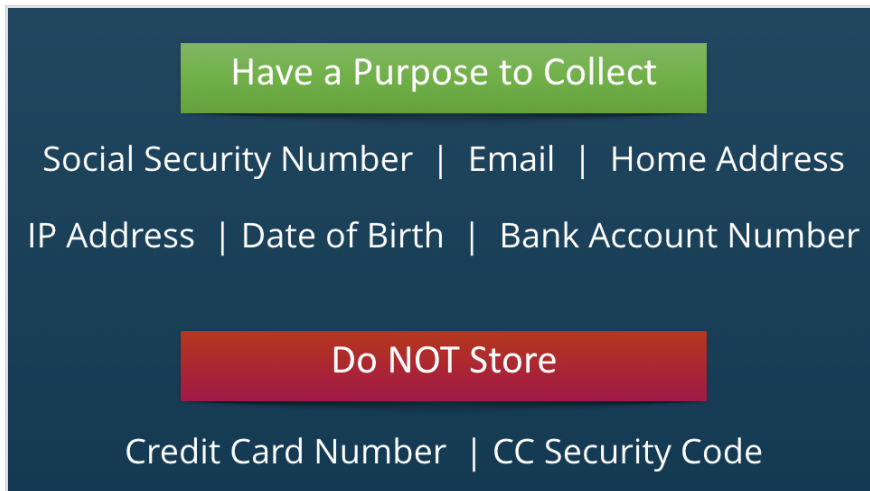 Have a Purpose to Collect
Social Security Number | Email | Home Address
IP Address | Date of Birth | Bank Account Number
Do NOT Store
Credit Card Number | CC Security Code